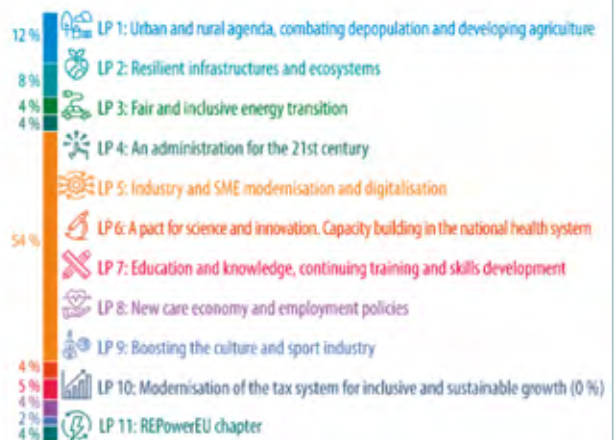 12 %
LP 1: Urban and rural agenda, combating depopulation and developing agriculture
8 %
LP 2: Resilient infrastructures and ecosystems
4 %
LP 3: Fair and inclusive energy transition
4 %
LP 4: An administration for the 21st century
LP 5: Industry and SME modernisation and digitalisation
54 %
LP 6: A pact for science and innovation. Capacity building in the national health system
LP 7: Education and knowledge, continuing training and skills development
LP 8: New care economy and employment policies
LP 9: Boosting the culture and sport industry
4 %
5 %
LP 10: Modernisation of the tax system for inclusive and sustainable growth (0 %)
4 %
2 %
4 %
LP 11: REPowerEU chapter